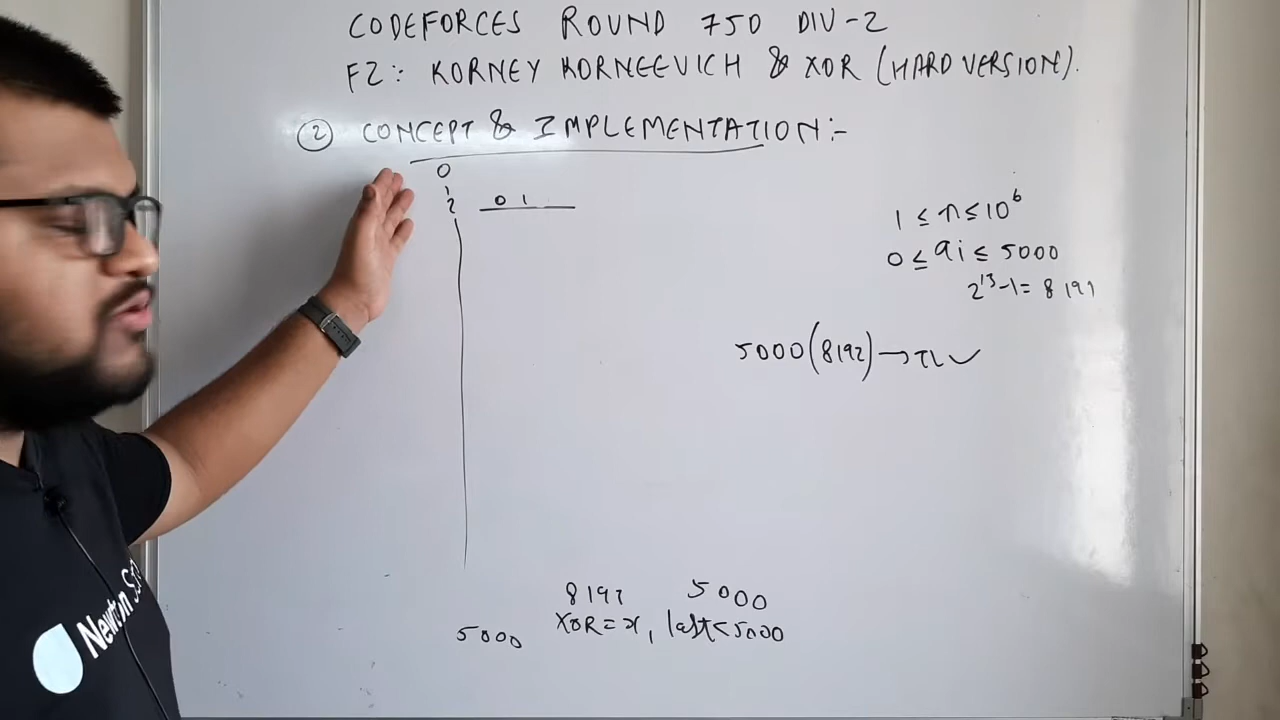 CODEFORCES ROUND 750 DIV-2
F2:- KORNEY KORNEEVICH & XOR (HARD VERSION).
② CONCEPT & IMPLEMENTATION:-
0
1
2 0 1
1 ≤ n ≤ 10^6
0 ≤ ai ≤ 5000
2^13-1 = 8191
5000(8192) → TL ✓
8191 5000
XOR = x, last < 5000
5000
Newton